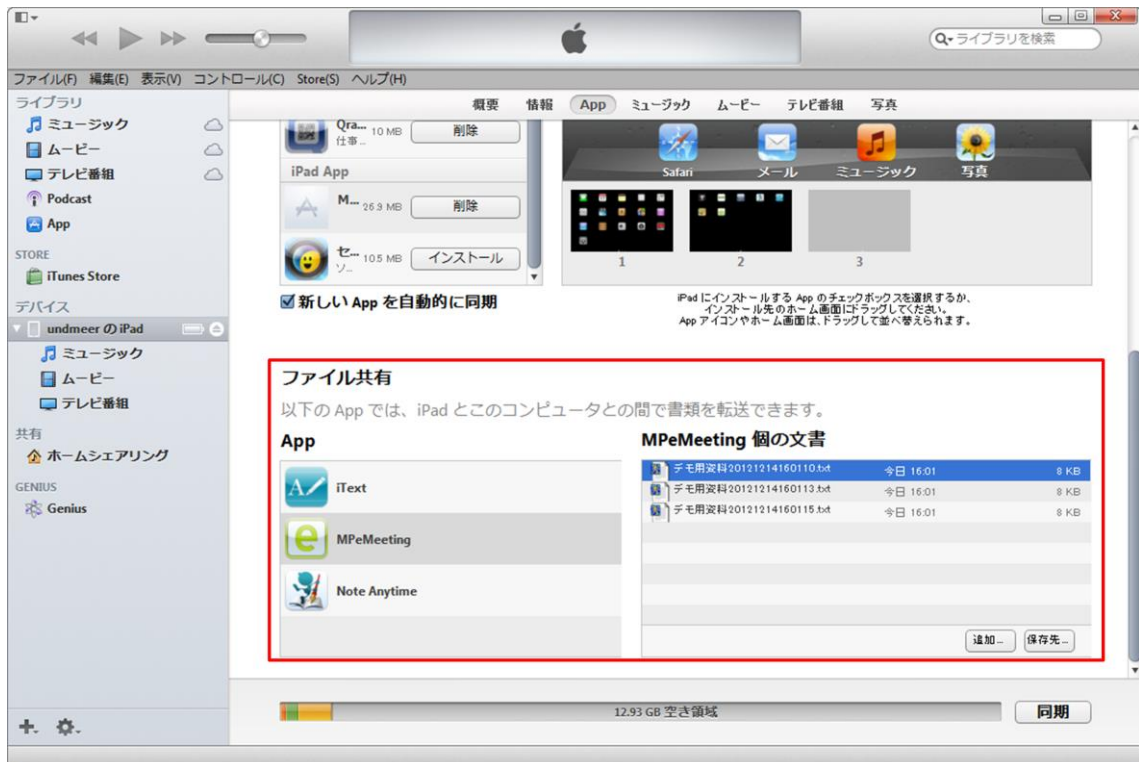 ライブラリを検索
ファイル(F) 編集(E) 表示(V) コントロール(C) Store(S) ヘルプ(H)
ライブラリ
ミュージック
ムービー
テレビ番組
Podcast
App
STORE
iTunes Store
デバイス
undmeer の iPad
ミュージック
ムービー
テレビ番組
共有
ホームシェアリング
GENIUS
Genius
概要 情報 App ミュージック ムービー テレビ番組 写真
Qra... 10 MB 削除
仕事...
iPad App
M... 26.9 MB 削除
セ... 105 MB インストール
ソ...
新しい App を自動的に同期
Safari メール ミュージック 写真
1 2 3
iPad にインストールする App のチェックボックスを選択するか、
インストール先のホーム画面にドラッグしてください。
App アイコンやホーム画面は、ドラッグして並べ替えられます。
ファイル共有
以下の App では、iPad とこのコンピュータとの間で書類を転送できます。
App
iText
MPeMeeting
Note Anytime
MPeMeeting 個の文書
デモ用資料20121214160110.txt 今日 16:01 8 KB
デモ用資料20121214160113.txt 今日 16:01 8 KB
デモ用資料20121214160115.txt 今日 16:01 8 KB
追加... 保存先...
12.93 GB 空き領域
同期